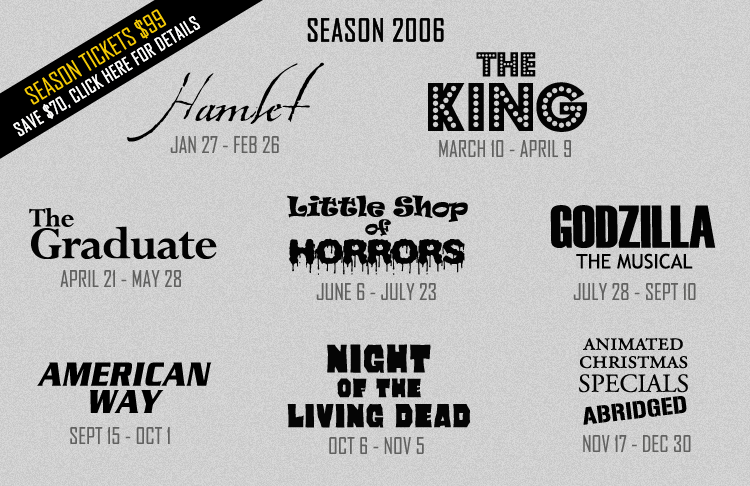 SEASON TICKETS $99
SAVE $70. CLICK HERE FOR DETAILS
SEASON 2006
Hamlet
JAN 27 - FEB 26
THE
KING
MARCH 10 - APRIL 9
The
Graduate
APRIL 21 - MAY 28
Little Shop
of
HORRORS
JUNE 6 - JULY 23
GODZILLA
THE MUSICAL
JULY 28 - SEPT 10
AMERICAN
WAY
SEPT 15 - OCT 1
NIGHT
OF THE
LIVING DEAD
OCT 6 - NOV 5
ANIMATED
CHRISTMAS
SPECIALS
ABRIDGED
NOV 17 - DEC 30